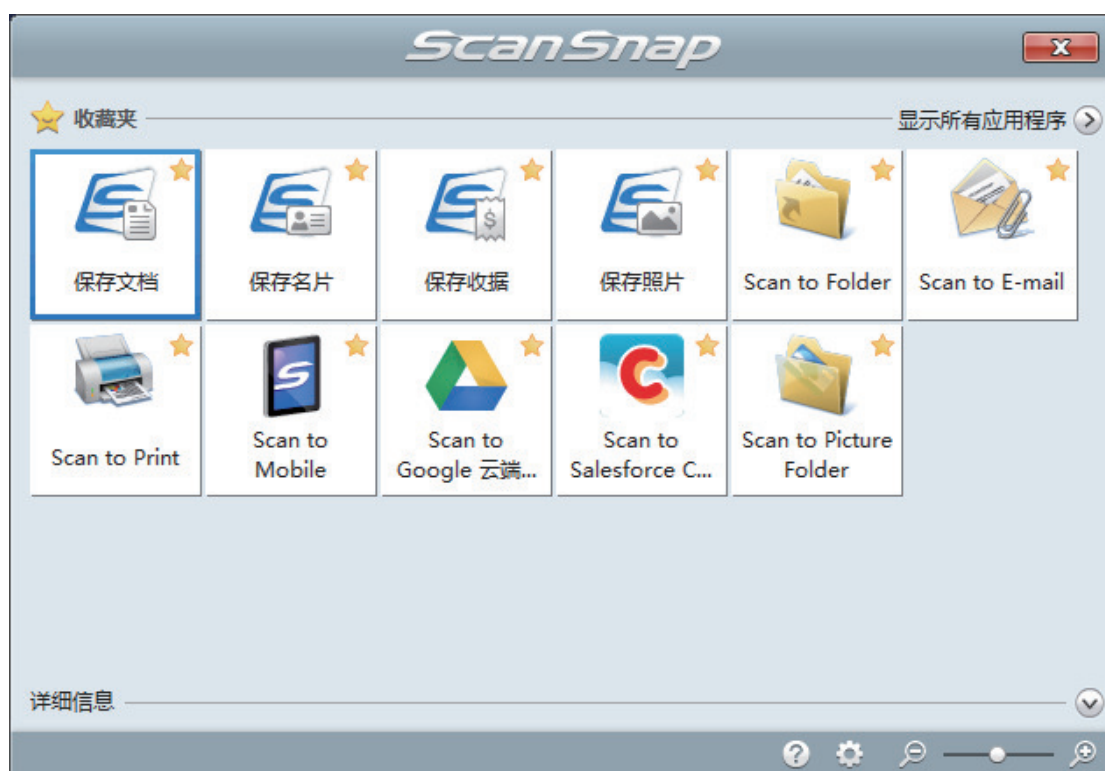 ScanSnap
收藏夹
显示所有应用程序
保存文档
保存名片
保存收据
保存照片
Scan to Folder
Scan to E-mail
Scan to Print
Scan to
Mobile
Scan to
Google 云端...
Scan to
Salesforce C...
Scan to Picture
Folder
详细信息